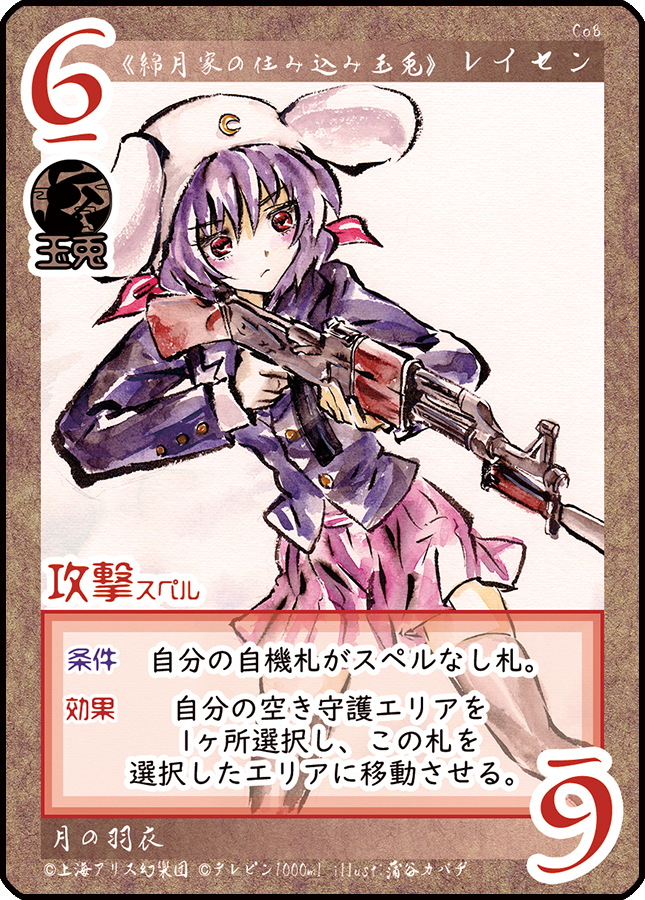 C08
6
《綿月家の住み込み玉兎》 レイセン
玉兎
攻撃スペル
条件 自分の自機札がスペルなし札。
効果 自分の空き守護エリアを
1ヶ所選択し、この札を
選択したエリアに移動させる。
6
月の羽衣
©上海アリス幻樂団 ©テレピン1000ml illust:蒲谷カバヂ